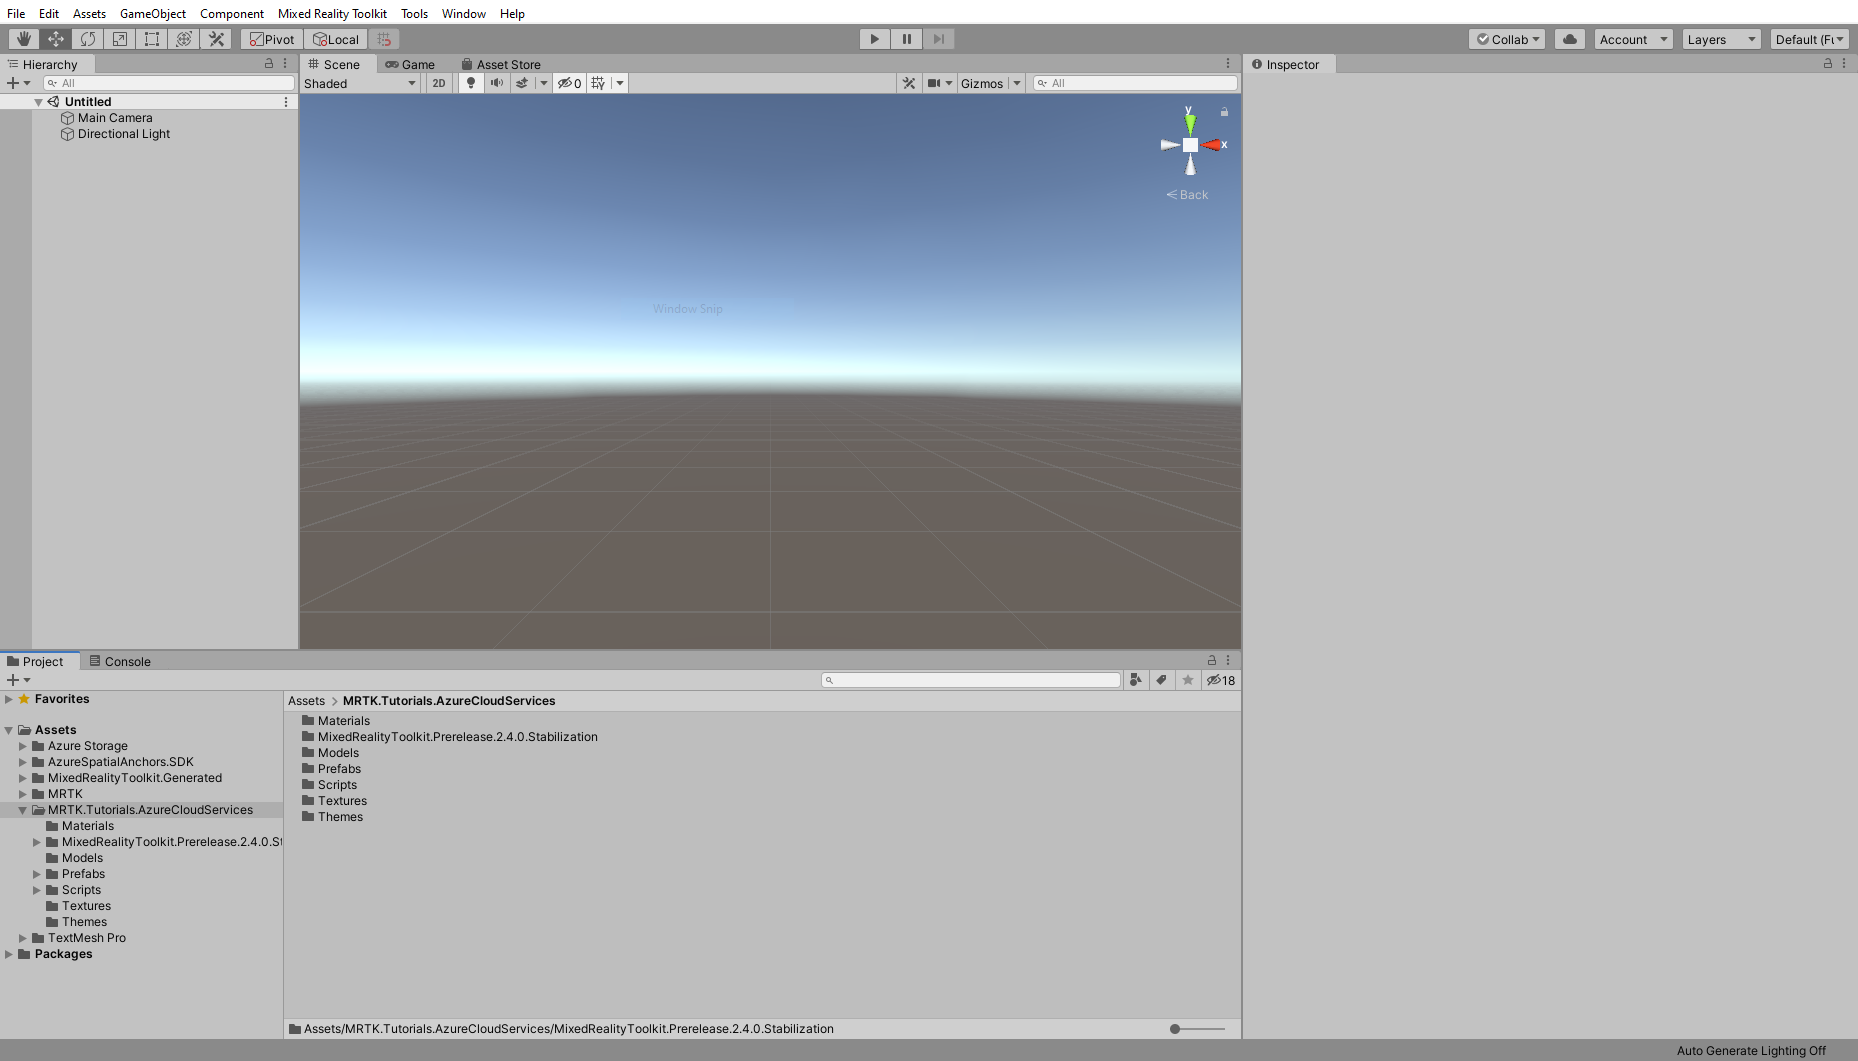 File Edit Assets GameObject Component Mixed Reality Toolkit Tools Window Help
Pivot Local Collab Account Layers Default (Fu
Hierarchy Scene Game Asset Store Inspector
All Shaded 2D 0 Gizmos All
Untitled
Main Camera
Directional Light
y
x
Back
Window Snip
Project Console
18
Favorites
Assets
Azure Storage
AzureSpatialAnchors.SDK
MixedRealityToolkit.Generated
MRTK
MRTK.Tutorials.AzureCloudServices
Materials
MixedRealityToolkit.Prerelease.2.4.0.St
Models
Prefabs
Scripts
Textures
Themes
TextMesh Pro
Packages
Assets > MRTK.Tutorials.AzureCloudServices
Materials
MixedRealityToolkit.Prerelease.2.4.0.Stabilization
Models
Prefabs
Scripts
Textures
Themes
Assets/MRTK.Tutorials.AzureCloudServices/MixedRealityToolkit.Prerelease.2.4.0.Stabilization
Auto Generate Lighting Off